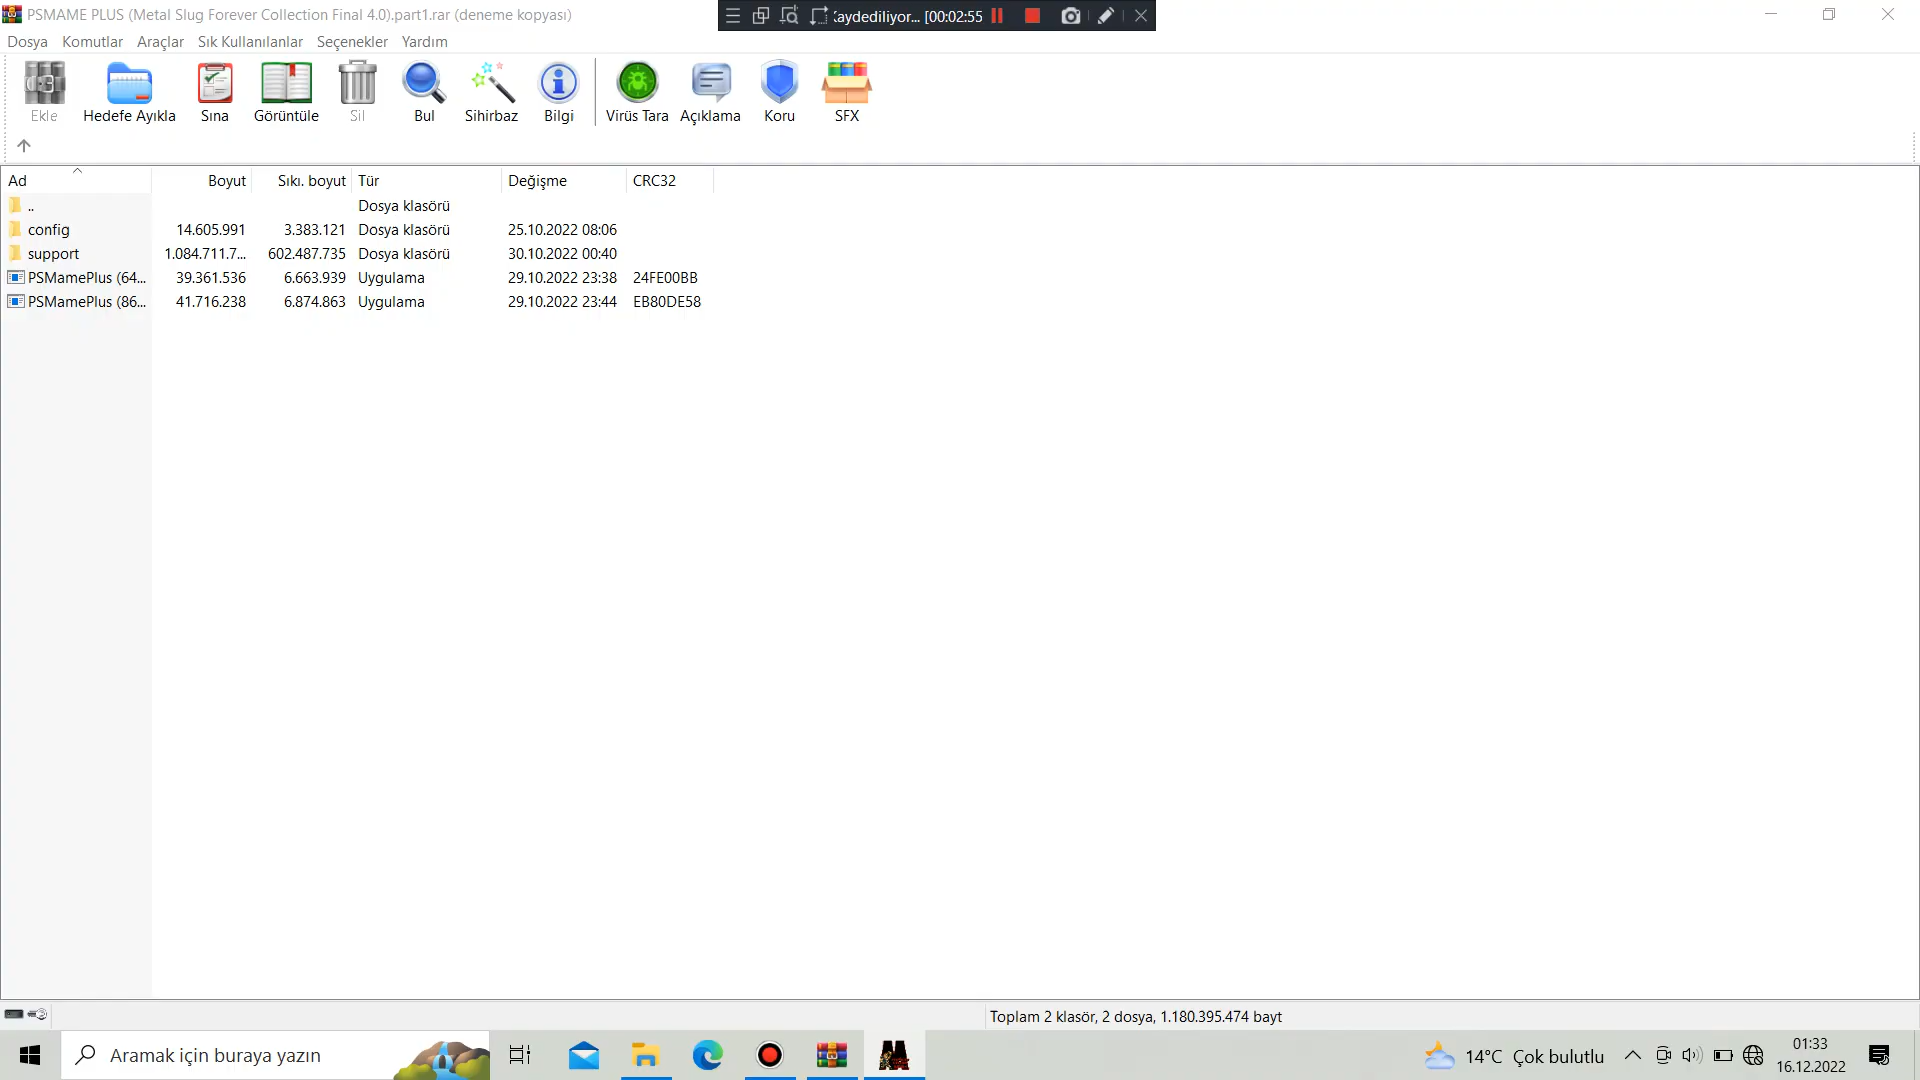 PSMAME PLUS (Metal Slug Forever Collection Final 4.0).part1.rar (deneme kopyası)
Kaydediliyor... [00:02:55
Dosya Komutlar Araçlar Sık Kullanılanlar Seçenekler Yardım
Ekle Hedefe Ayıkla Sına Görüntüle Sil Bul Sihirbaz Bilgi Virüs Tara Açıklama Koru SFX
Ad Boyut Sıkı. boyut Tür Değişme CRC32
.. Dosya klasörü
config 14.605.991 3.383.121 Dosya klasörü 25.10.2022 08:06
support 1.084.711.7... 602.487.735 Dosya klasörü 30.10.2022 00:40
PSMamePlus (64... 39.361.536 6.663.939 Uygulama 29.10.2022 23:38 24FE00BB
PSMamePlus (86... 41.716.238 6.874.863 Uygulama 29.10.2022 23:44 EB80DE58
Toplam 2 klasör, 2 dosya, 1.180.395.474 bayt
Aramak için buraya yazın
14°C Çok bulutlu
01:33
16.12.2022